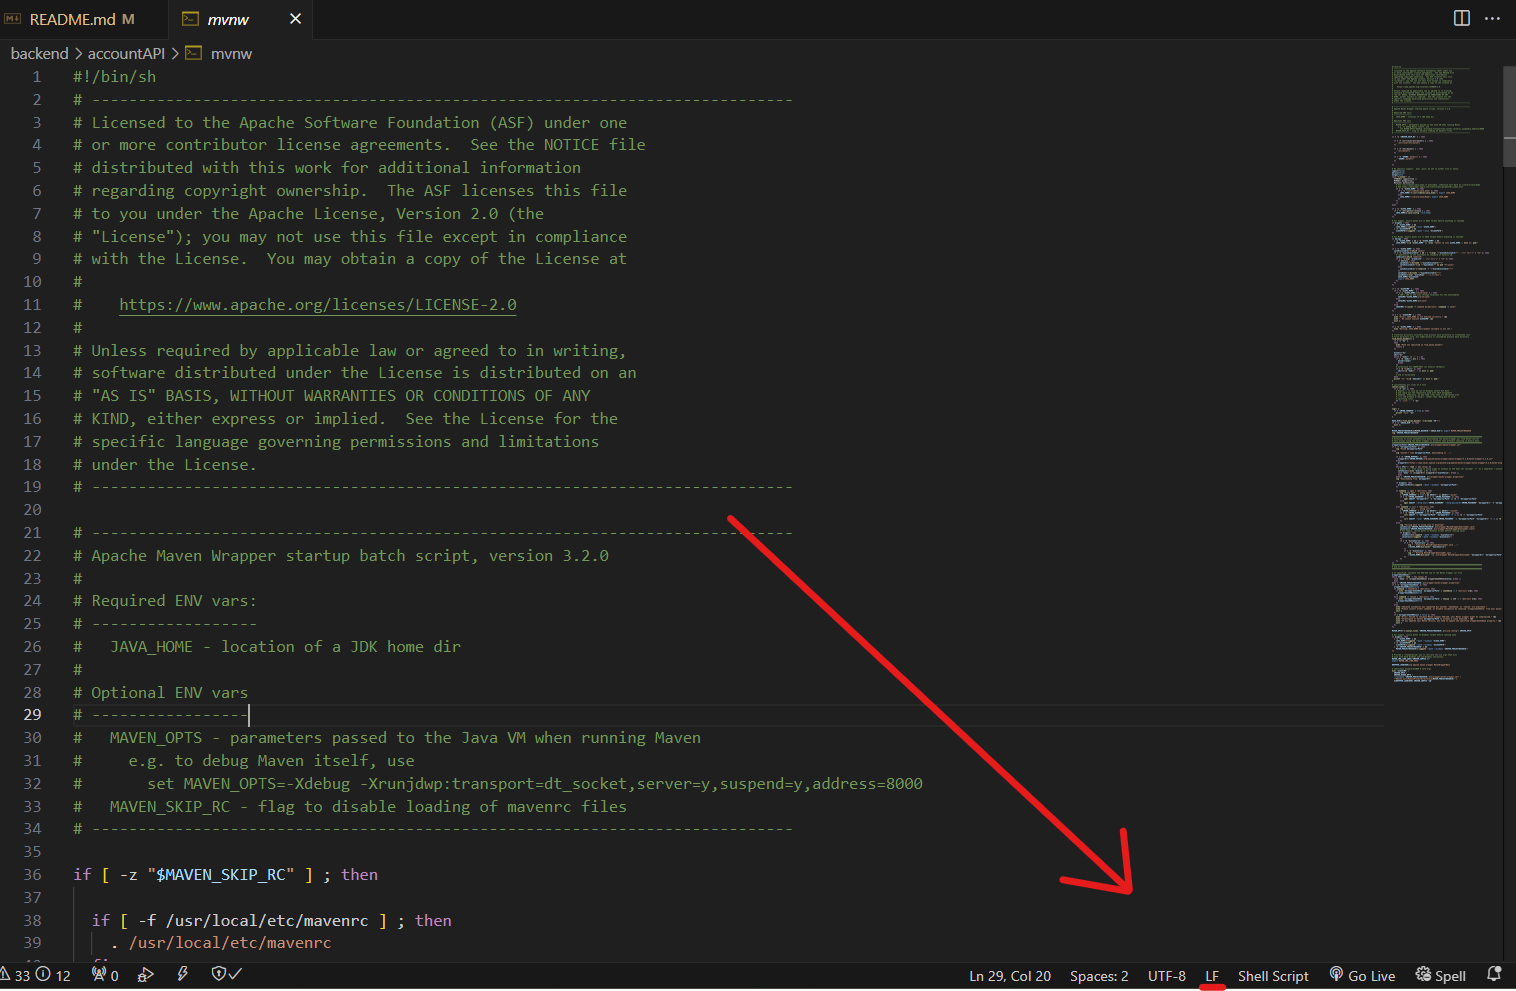 README.md M
mvnw
backend > accountAPI > mvnw
1 #!/bin/sh
2 # ----------------------------------------------------------------------------
3 # Licensed to the Apache Software Foundation (ASF) under one
4 # or more contributor license agreements.  See the NOTICE file
5 # distributed with this work for additional information
6 # regarding copyright ownership.  The ASF licenses this file
7 # to you under the Apache License, Version 2.0 (the
8 # "License"); you may not use this file except in compliance
9 # with the License.  You may obtain a copy of the License at
10 #
11 #    https://www.apache.org/licenses/LICENSE-2.0
12 #
13 # Unless required by applicable law or agreed to in writing,
14 # software distributed under the License is distributed on an
15 # "AS IS" BASIS, WITHOUT WARRANTIES OR CONDITIONS OF ANY
16 # KIND, either express or implied.  See the License for the
17 # specific language governing permissions and limitations
18 # under the License.
19 # ----------------------------------------------------------------------------
20
21 # ----------------------------------------------------------------------------
22 # Apache Maven Wrapper startup batch script, version 3.2.0
23 #
24 # Required ENV vars:
25 # ------------------
26 #   JAVA_HOME - location of a JDK home dir
27 #
28 # Optional ENV vars
29 # -----------------
30 #   MAVEN_OPTS - parameters passed to the Java VM when running Maven
31 #     e.g. to debug Maven itself, use
32 #       set MAVEN_OPTS=-Xdebug -Xrunjdwp:transport=dt_socket,server=y,suspend=y,address=8000
33 #   MAVEN_SKIP_RC - flag to disable loading of mavenrc files
34 # ----------------------------------------------------------------------------
35
36 if [ -z "$MAVEN_SKIP_RC" ] ; then
37
38   if [ -f /usr/local/etc/mavenrc ] ; then
39     . /usr/local/etc/mavenrc
33 12 0 Ln 29, Col 20 Spaces: 2 UTF-8 LF Shell Script Go Live Spell